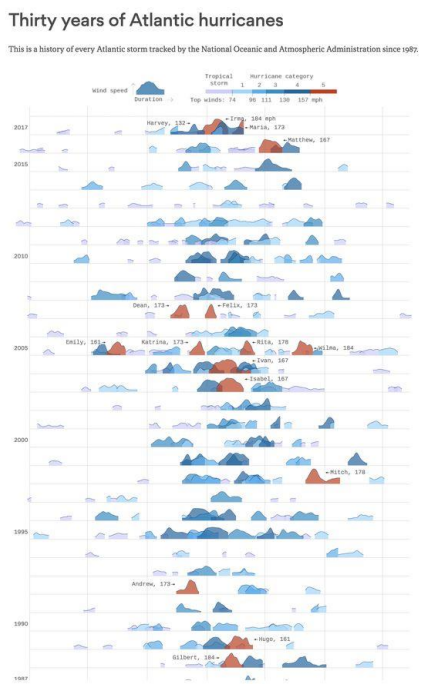 Thirty years of Atlantic hurricanes
This is a history of every Atlantic storm tracked by the National Oceanic and Atmospheric Administration since 1987.
Tropical storm
Hurricane category
1 2 3 4 5
Wind speed
Duration
Top winds: 74 96 111 130 157 mph
2017
Harvey, 132
Irma, 184 mph
Maria, 173
Matthew, 167
2015
2010
Dean, 173
Felix, 173
2005
Emily, 161
Katrina, 173
Rita, 178
Wilma, 184
Ivan, 167
Isabel, 167
2000
Mitch, 178
1995
Andrew, 173
1990
Hugo, 161
Gilbert, 184
1987